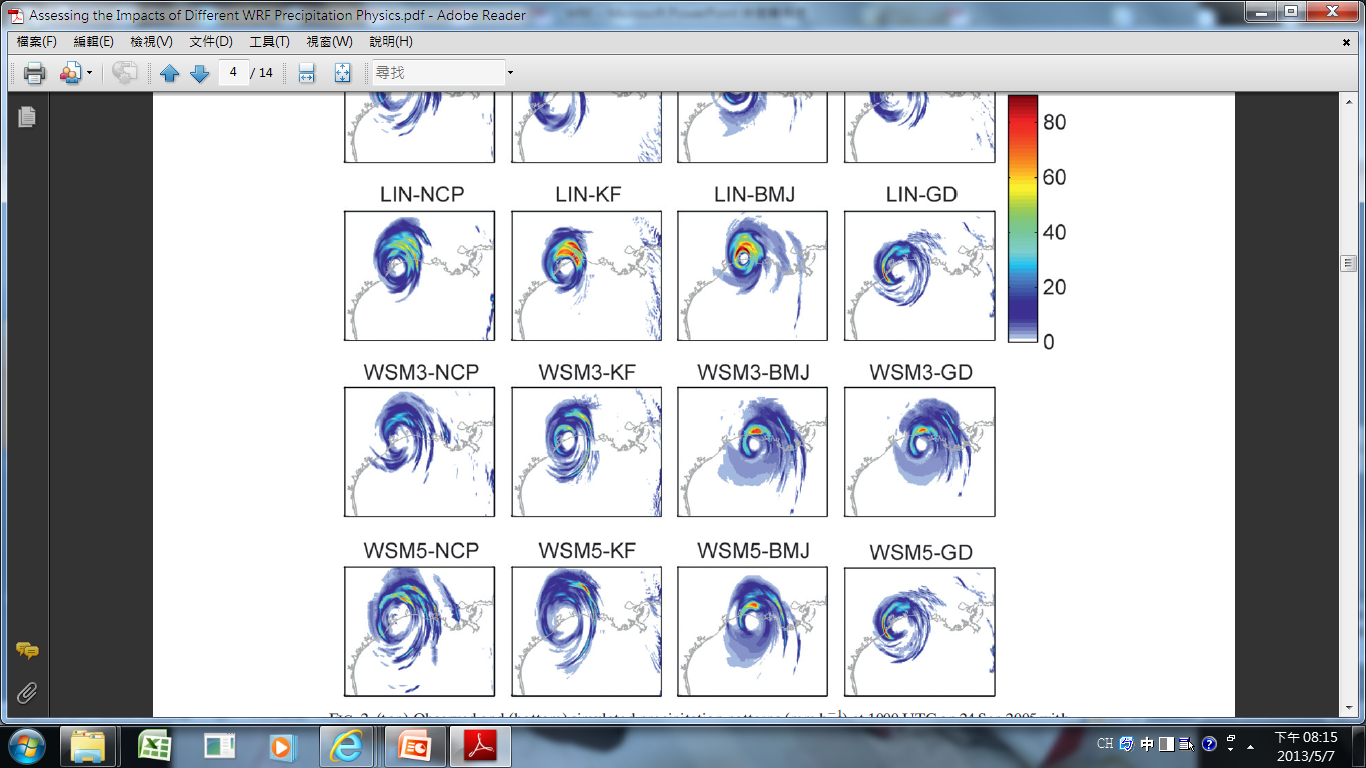 Assessing the Impacts of Different WRF Precipitation Physics.pdf - Adobe Reader
檔案(F) 編輯(E) 檢視(V) 文件(D) 工具(T) 視窗(W) 說明(H)
4 / 14 尋找
80
LIN-NCP LIN-KF LIN-BMJ LIN-GD
60
40
20
0
WSM3-NCP WSM3-KF WSM3-BMJ WSM3-GD
WSM5-NCP WSM5-KF WSM5-BMJ WSM5-GD
CH 中 下午 08:15
2013/5/7